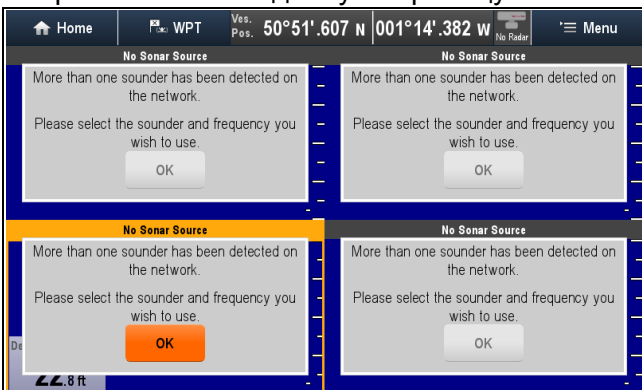 Home
WPT
Ves. Pos. 50°51'.607 N 001°14'.382 W
No Radar
Menu
No Sonar Source
More than one sounder has been detected on
the network.
Please select the sounder and frequency you
wish to use.
OK
No Sonar Source
More than one sounder has been detected on
the network.
Please select the sounder and frequency you
wish to use.
OK
No Sonar Source
More than one sounder has been detected on
the network.
Please select the sounder and frequency you
wish to use.
OK
De
22.8 ft
No Sonar Source
More than one sounder has been detected on
the network.
Please select the sounder and frequency you
wish to use.
OK